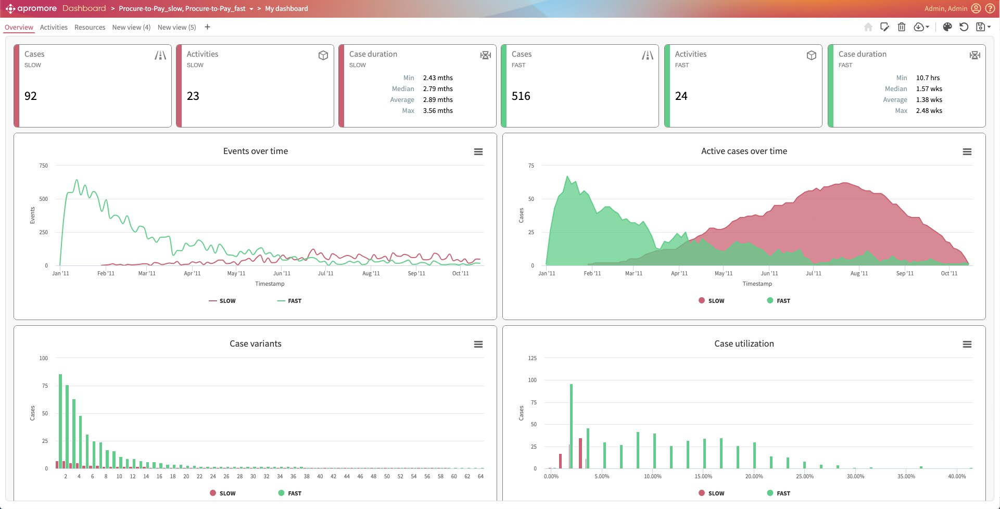 apromore Dashboard > Procure-to-Pay_slow, Procure-to-Pay_fast > My dashboard
Admin, Admin
Overview Activities Resources New view (4) New view (5) +
Cases
SLOW
92
Activities
SLOW
23
Case duration
SLOW
Min 2.43 mths
Median 2.79 mths
Average 2.89 mths
Max 3.56 mths
Cases
FAST
516
Activities
FAST
24
Case duration
FAST
Min 10.7 hrs
Median 1.57 wks
Average 1.38 wks
Max 2.48 wks
Events over time
750
500
250
0
Events
Jan '11 Feb '11 Mar '11 Apr '11 May '11 Jun '11 Jul '11 Aug '11 Sep '11 Oct '11
Timestamp
SLOW FAST
Active cases over time
75
50
25
0
Cases
Jan '11 Feb '11 Mar '11 Apr '11 May '11 Jun '11 Jul '11 Aug '11 Sep '11 Oct '11
Timestamp
SLOW FAST
Case variants
100
75
50
25
0
Cases
2 4 6 8 10 12 14 16 18 20 22 24 26 28 30 32 34 36 38 40 42 44 46 48 50 52 54 56 58 60 62 64
SLOW FAST
Case utilization
125
100
75
50
25
0
Cases
0.00% 5.00% 10.00% 15.00% 20.00% 25.00% 30.00% 35.00% 40.00%
SLOW FAST